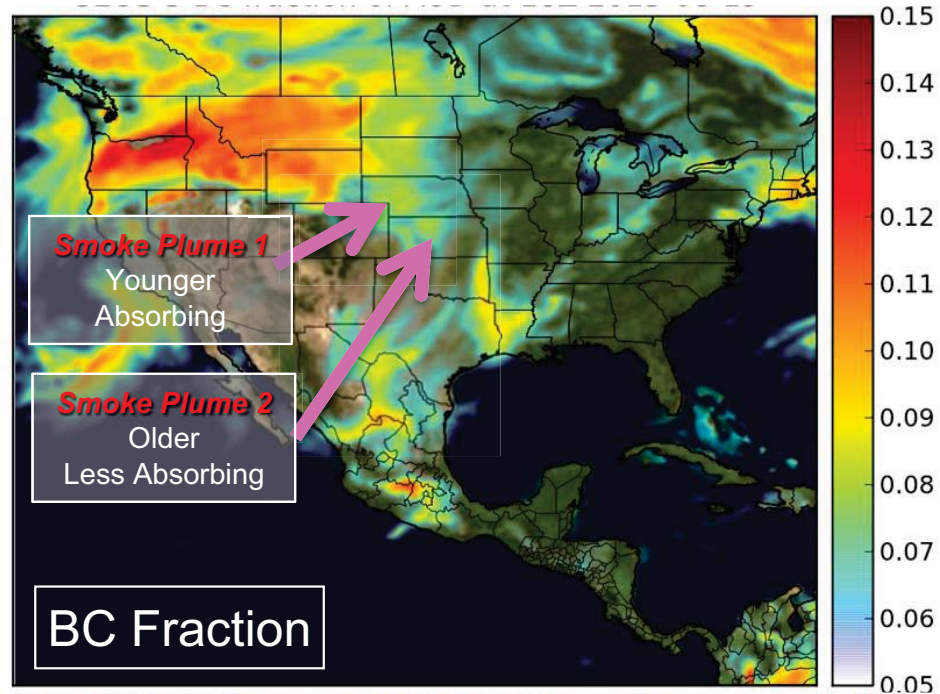 0.15
0.14
0.13
0.12
0.11
0.10
0.09
0.08
0.07
0.06
0.05
Smoke Plume 1
Younger
Absorbing
Smoke Plume 2
Older
Less Absorbing
BC Fraction